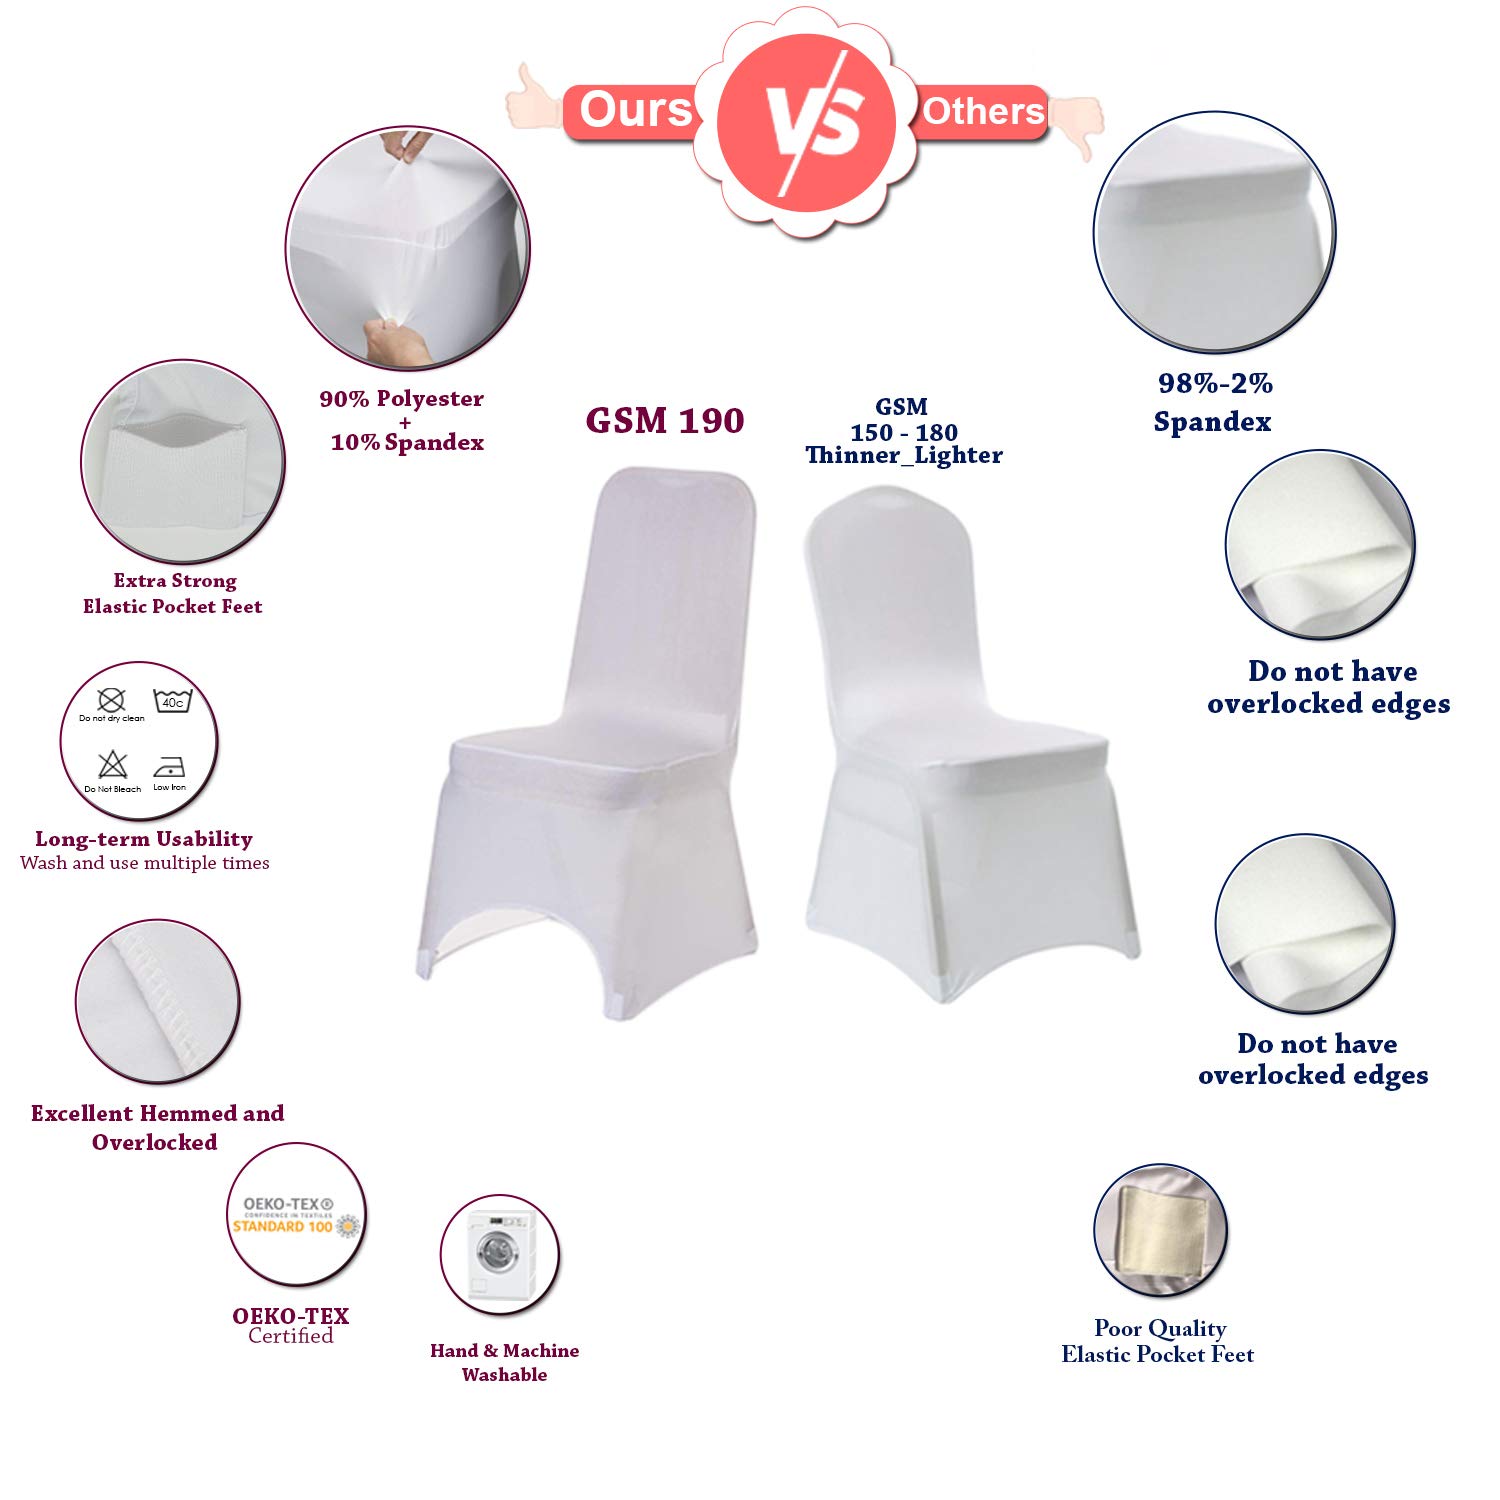 Ours
VS
Others
90% Polyester
+
10% Spandex
GSM 190
GSM
150 - 180
Thinner_Lighter
98%-2%
Spandex
Extra Strong
Elastic Pocket Feet
Do not have
overlocked edges
Do not dry clean
40c
Do Not Bleach
Low Iron
Long-term Usability
Wash and use multiple times
Do not have
overlocked edges
Excellent Hemmed and
Overlocked
OEKO-TEX®
CONFIDENCE IN TEXTILES
STANDARD 100
OEKO-TEX
Certified
Hand & Machine
Washable
Poor Quality
Elastic Pocket Feet